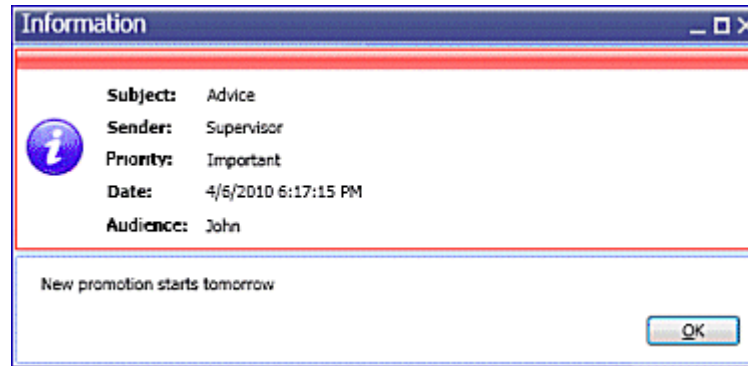 Information
Subject: Advice
Sender: Supervisor
Priority: Important
Date: 4/6/2010 6:17:15 PM
Audience: John
New promotion starts tomorrow
OK